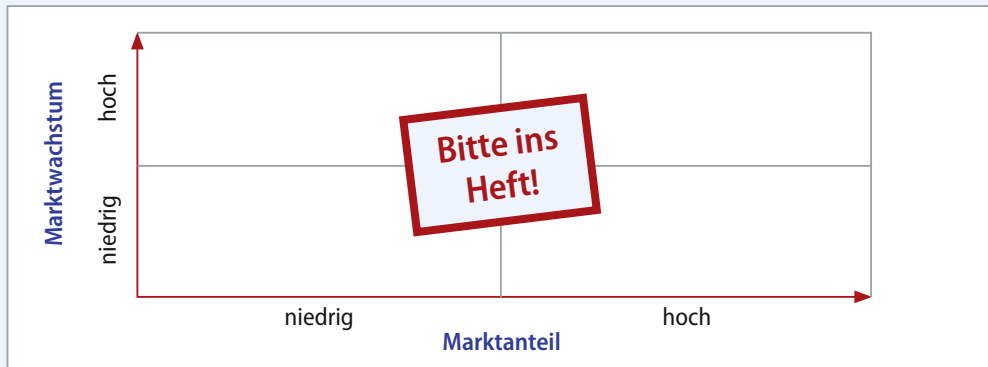 Marktwachstum
hoch
niedrig
Bitte ins
Heft!
niedrig
hoch
Marktanteil